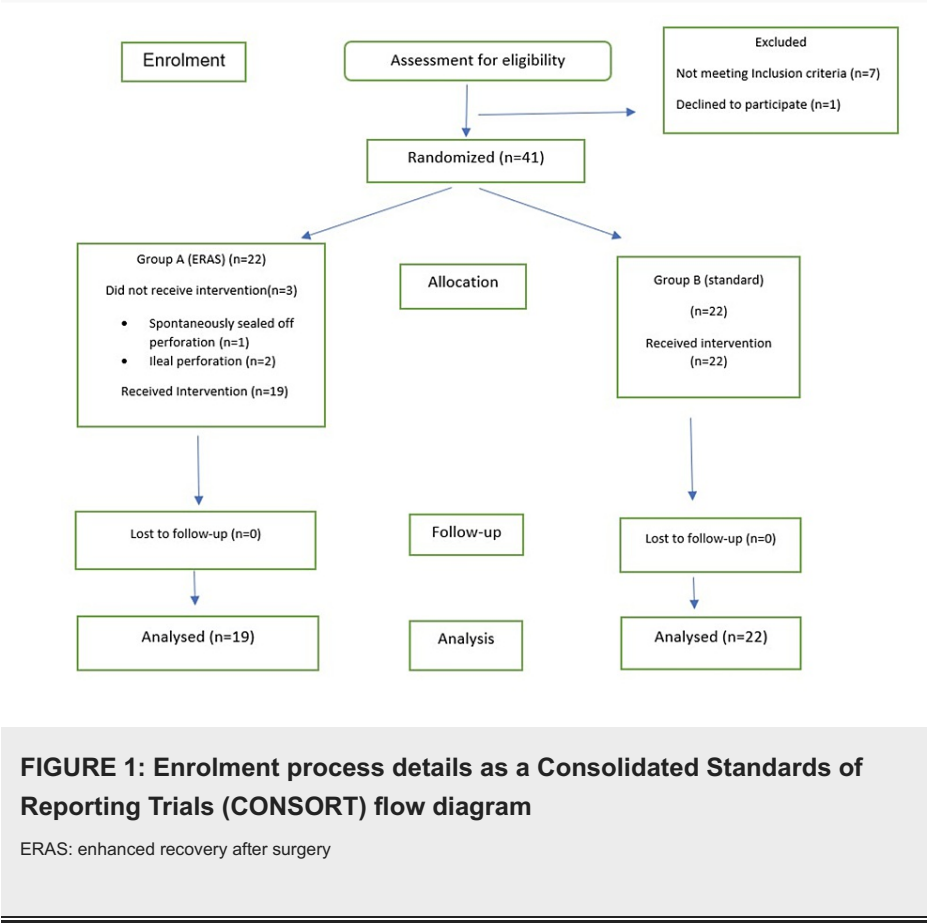 Enrolment
Assessment for eligibility
Excluded
Not meeting Inclusion criteria (n=7)
Declined to participate (n=1)
Randomized (n=41)
Group A (ERAS) (n=22)
Did not receive intervention(n=3)
• Spontaneously sealed off
perforation (n=1)
• Ileal perforation (n=2)
Received Intervention (n=19)
Allocation
Group B (standard)
(n=22)
Received intervention
(n=22)
Lost to follow-up (n=0)
Follow-up
Lost to follow-up (n=0)
Analysed (n=19)
Analysis
Analysed (n=22)
FIGURE 1: Enrolment process details as a Consolidated Standards of
Reporting Trials (CONSORT) flow diagram
ERAS: enhanced recovery after surgery